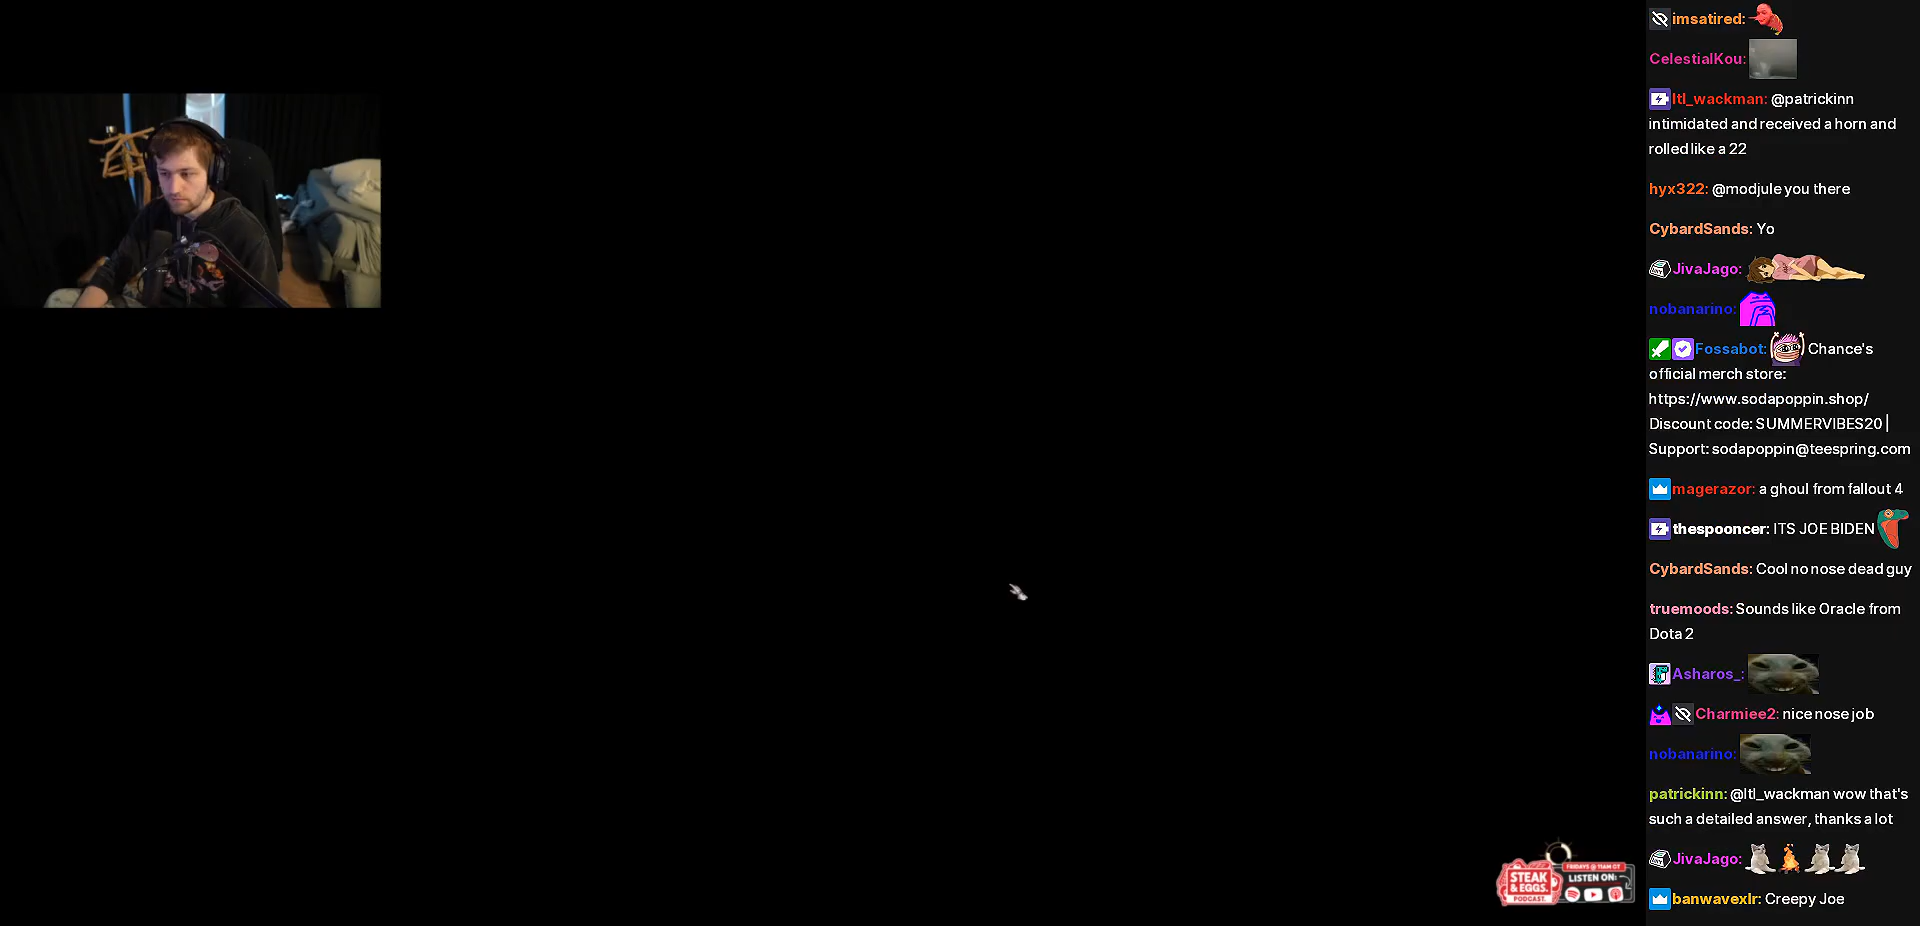 imsatired:
CelestialKou:
ltl_wackman: @patrickinn
intimidated and received a horn and
rolled like a 22
hyx322: @modjule you there
CybardSands: Yo
JivaJago:
nobanarino:
Fossabot: Chance's
official merch store:
https://www.sodapoppin.shop/
Discount code: SUMMERVIBES20 |
Support: sodapoppin@teespring.com
magerazor: a ghoul from fallout 4
thespooncer: ITS JOE BIDEN
CybardSands: Cool no nose dead guy
truemoods: Sounds like Oracle from
Dota 2
Asharos_:
Charmiee2: nice nose job
nobanarino:
patrickinn: @ltl_wackman wow that's
such a detailed answer, thanks a lot
JivaJago:
banwavexlr: Creepy Joe
STEAK
& EGGS.
PODCAST.
FRIDAYS @ 11AM CT
LISTEN ON: